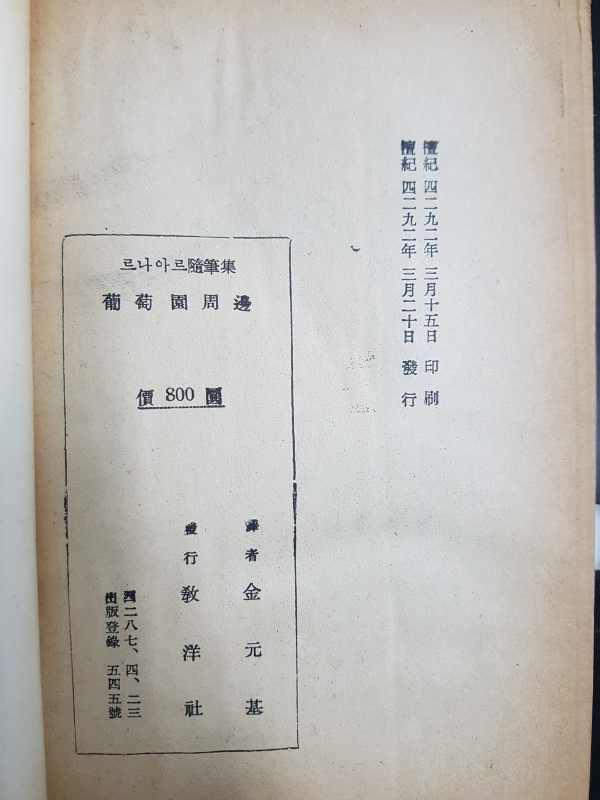 檀紀 四二九二年 三月十五日 印刷
檀紀 四二九二年 三月二十日 發行
르나아르隨筆集
葡萄園周邊
價 800 圓
譯者 金元基
發行 敎洋社
四二八七、四、二三
出版登錄 五四五號